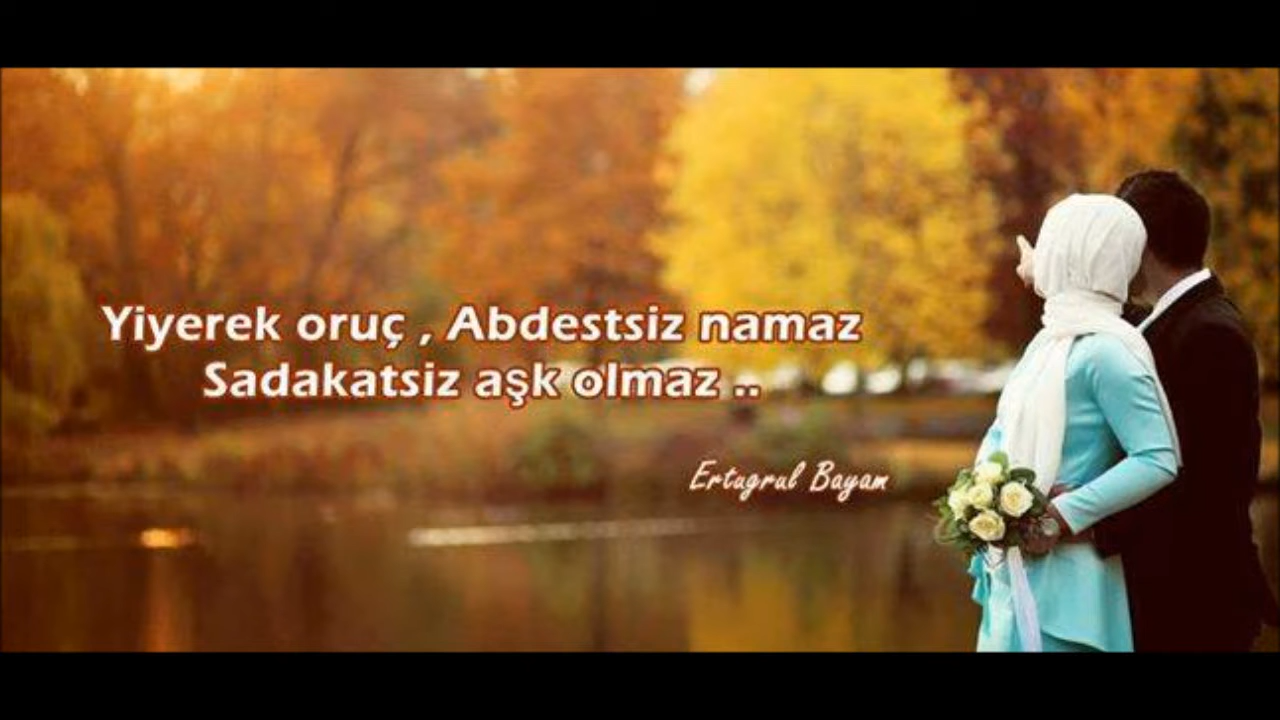 Yiyerek oruç , Abdestsiz namaz
Sadakatsiz aşk olmaz ..
Ertugrul Bayam